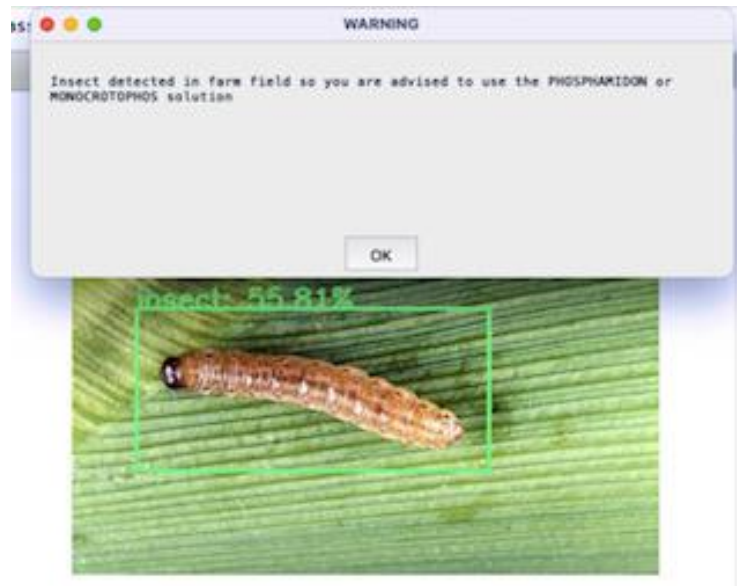 WARNING
Insect detected in farm field so you are advised to use the PHOSPHAMIDON or
MONOCROTOPHOS solution
OK
insect: 55.81%